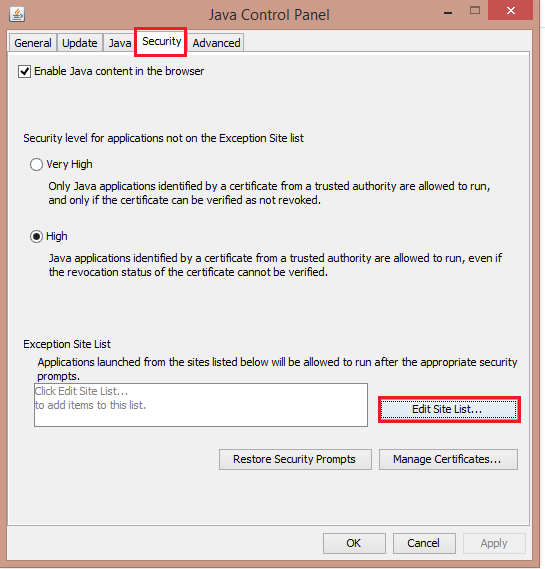 Java Control Panel
General Update Java Security Advanced
Enable Java content in the browser
Security level for applications not on the Exception Site list
Very High
Only Java applications identified by a certificate from a trusted authority are allowed to run,
and only if the certificate can be verified as not revoked.
High
Java applications identified by a certificate from a trusted authority are allowed to run, even if
the revocation status of the certificate cannot be verified.
Exception Site List
Applications launched from the sites listed below will be allowed to run after the appropriate security
prompts.
Click Edit Site List...
to add items to this list.
Edit Site List...
Restore Security Prompts Manage Certificates...
OK Cancel Apply